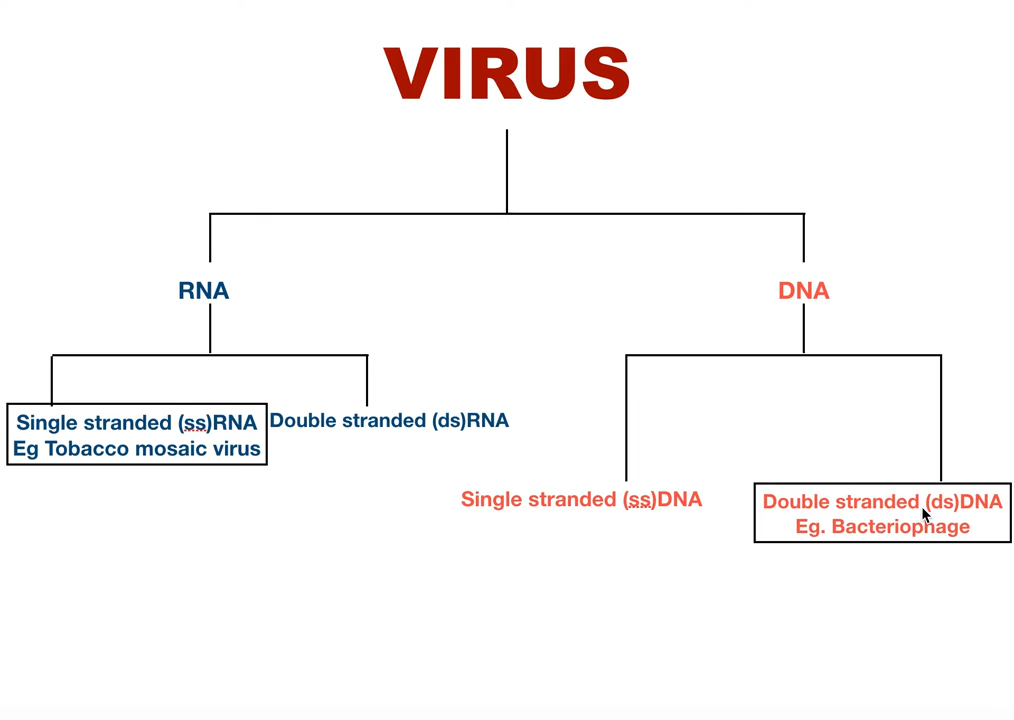 VIRUS
RNA
DNA
Single stranded (ss)RNA
Eg Tobacco mosaic virus
Double stranded (ds)RNA
Single stranded (ss)DNA
Double stranded (ds)DNA
Eg. Bacteriophage